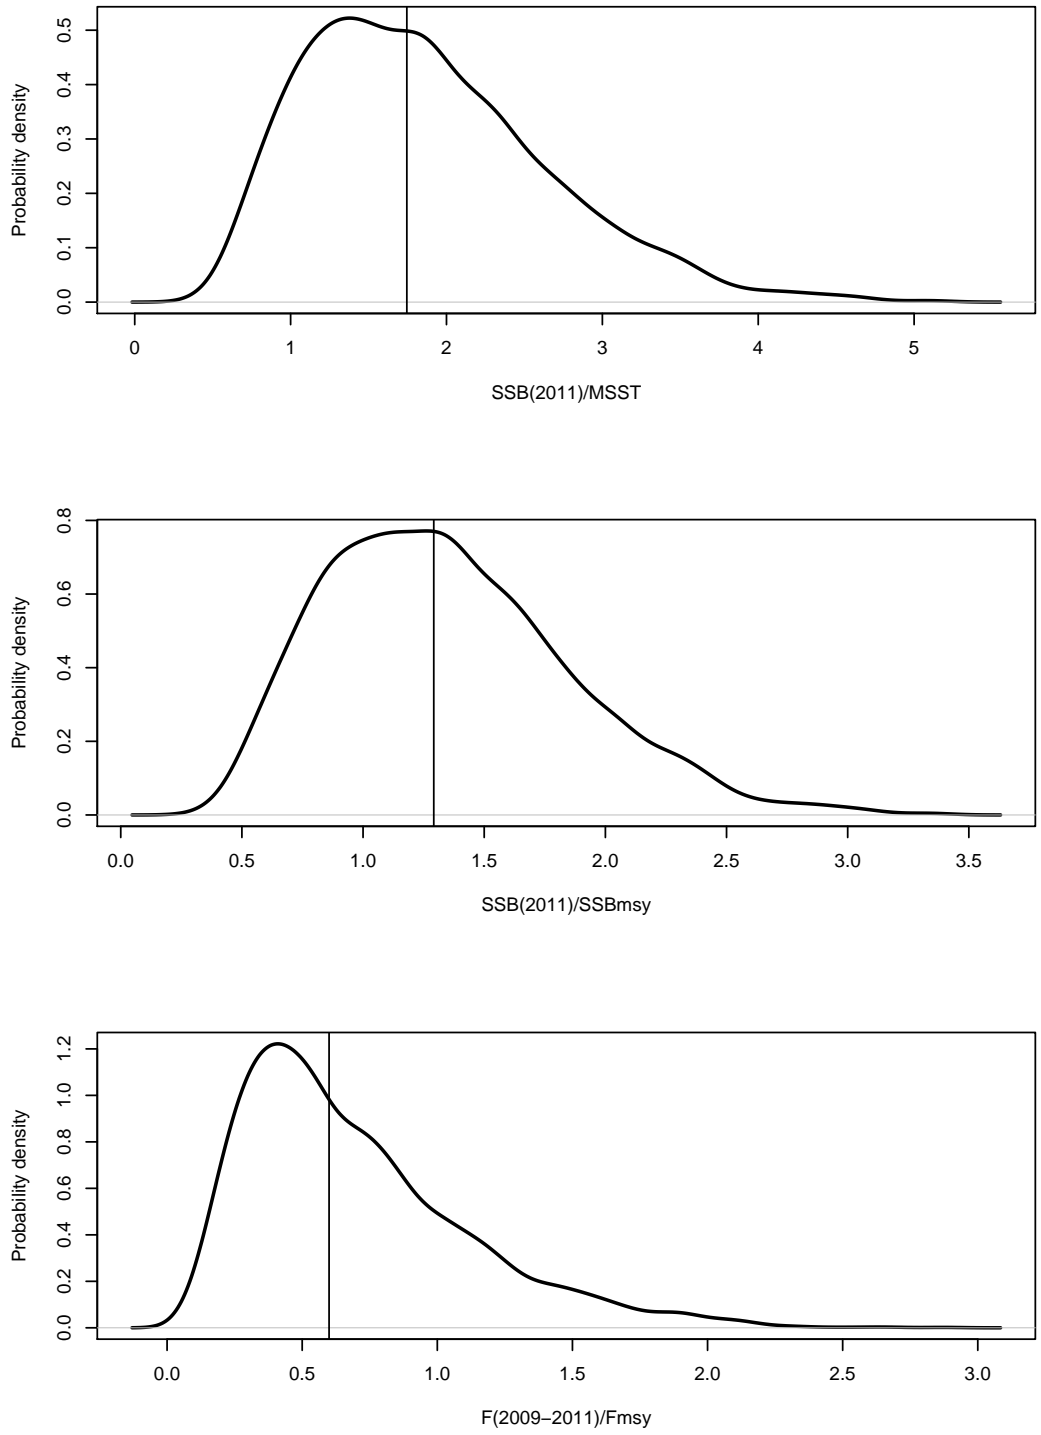 Probability density
0.0 0.1 0.2 0.3 0.4 0.5
0 1 2 3 4 5
SSB(2011)/MSST
Probability density
0.0 0.2 0.4 0.6 0.8
0.0 0.5 1.0 1.5 2.0 2.5 3.0 3.5
SSB(2011)/SSBmsy
Probability density
0.0 0.2 0.4 0.6 0.8 1.0 1.2
0.0 0.5 1.0 1.5 2.0 2.5 3.0
F(2009−2011)/Fmsy